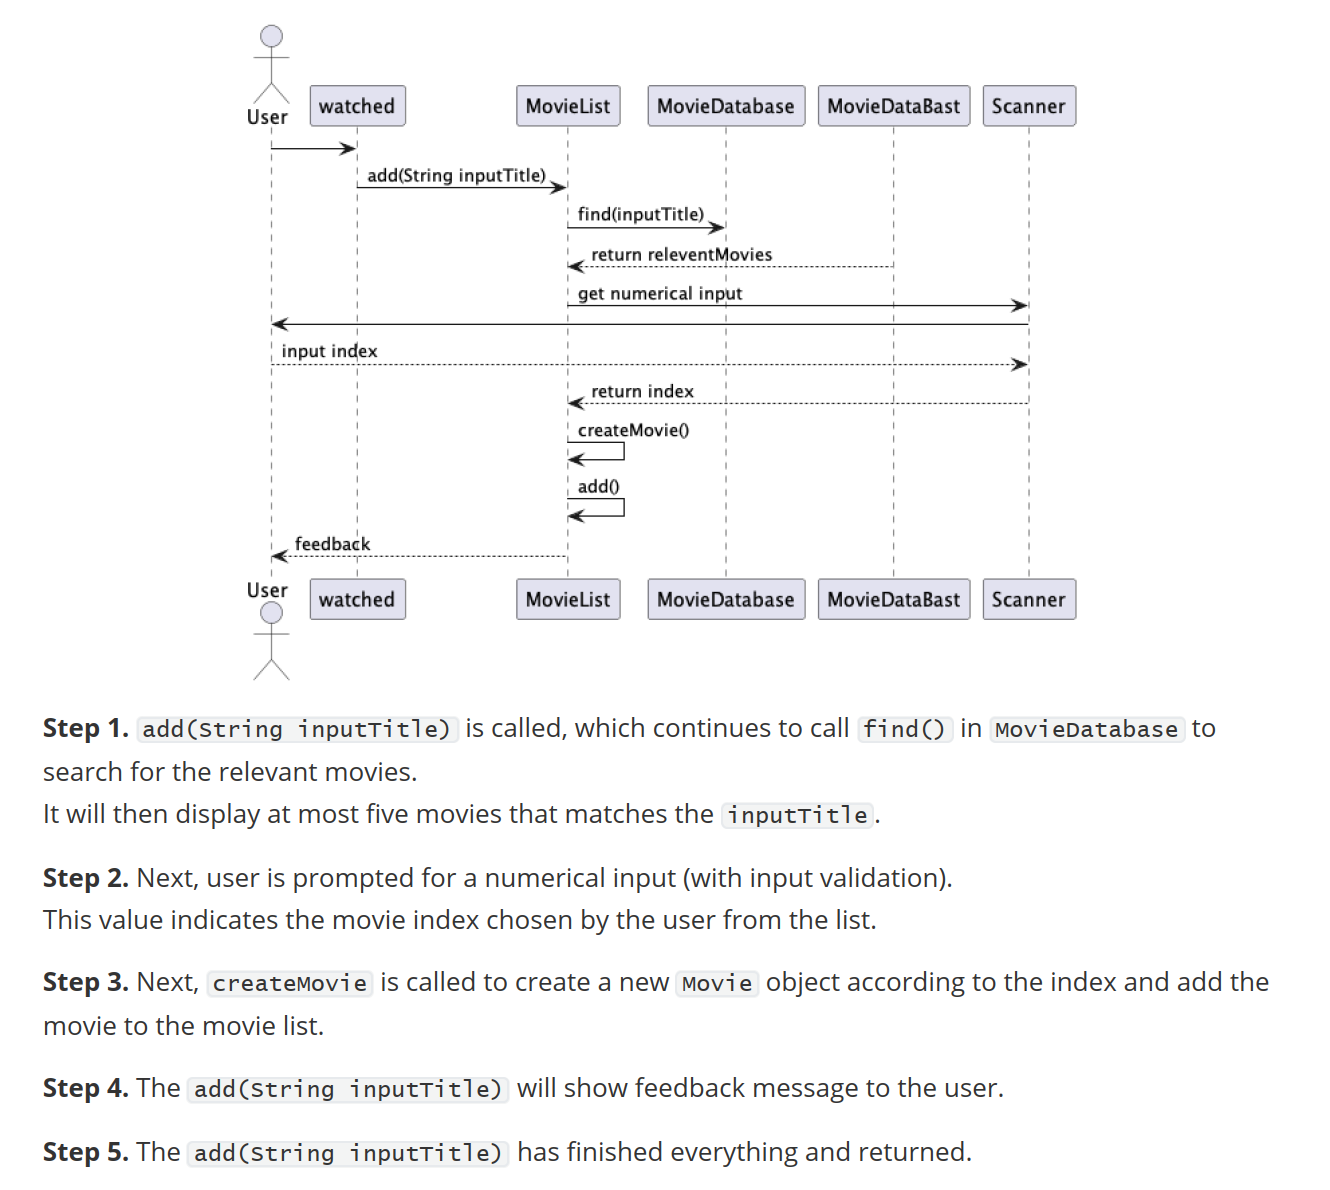 User
watched
MovieList
MovieDatabase
MovieDataBast
Scanner
add(String inputTitle)
find(inputTitle)
return releventMovies
get numerical input
input index
return index
createMovie()
add()
feedback
User
watched
MovieList
MovieDatabase
MovieDataBast
Scanner
Step 1. add(String inputTitle) is called, which continues to call find() in MovieDatabase to
search for the relevant movies.
It will then display at most five movies that matches the inputTitle.
Step 2. Next, user is prompted for a numerical input (with input validation).
This value indicates the movie index chosen by the user from the list.
Step 3. Next, createMovie is called to create a new Movie object according to the index and add the
movie to the movie list.
Step 4. The add(String inputTitle) will show feedback message to the user.
Step 5. The add(String inputTitle) has finished everything and returned.